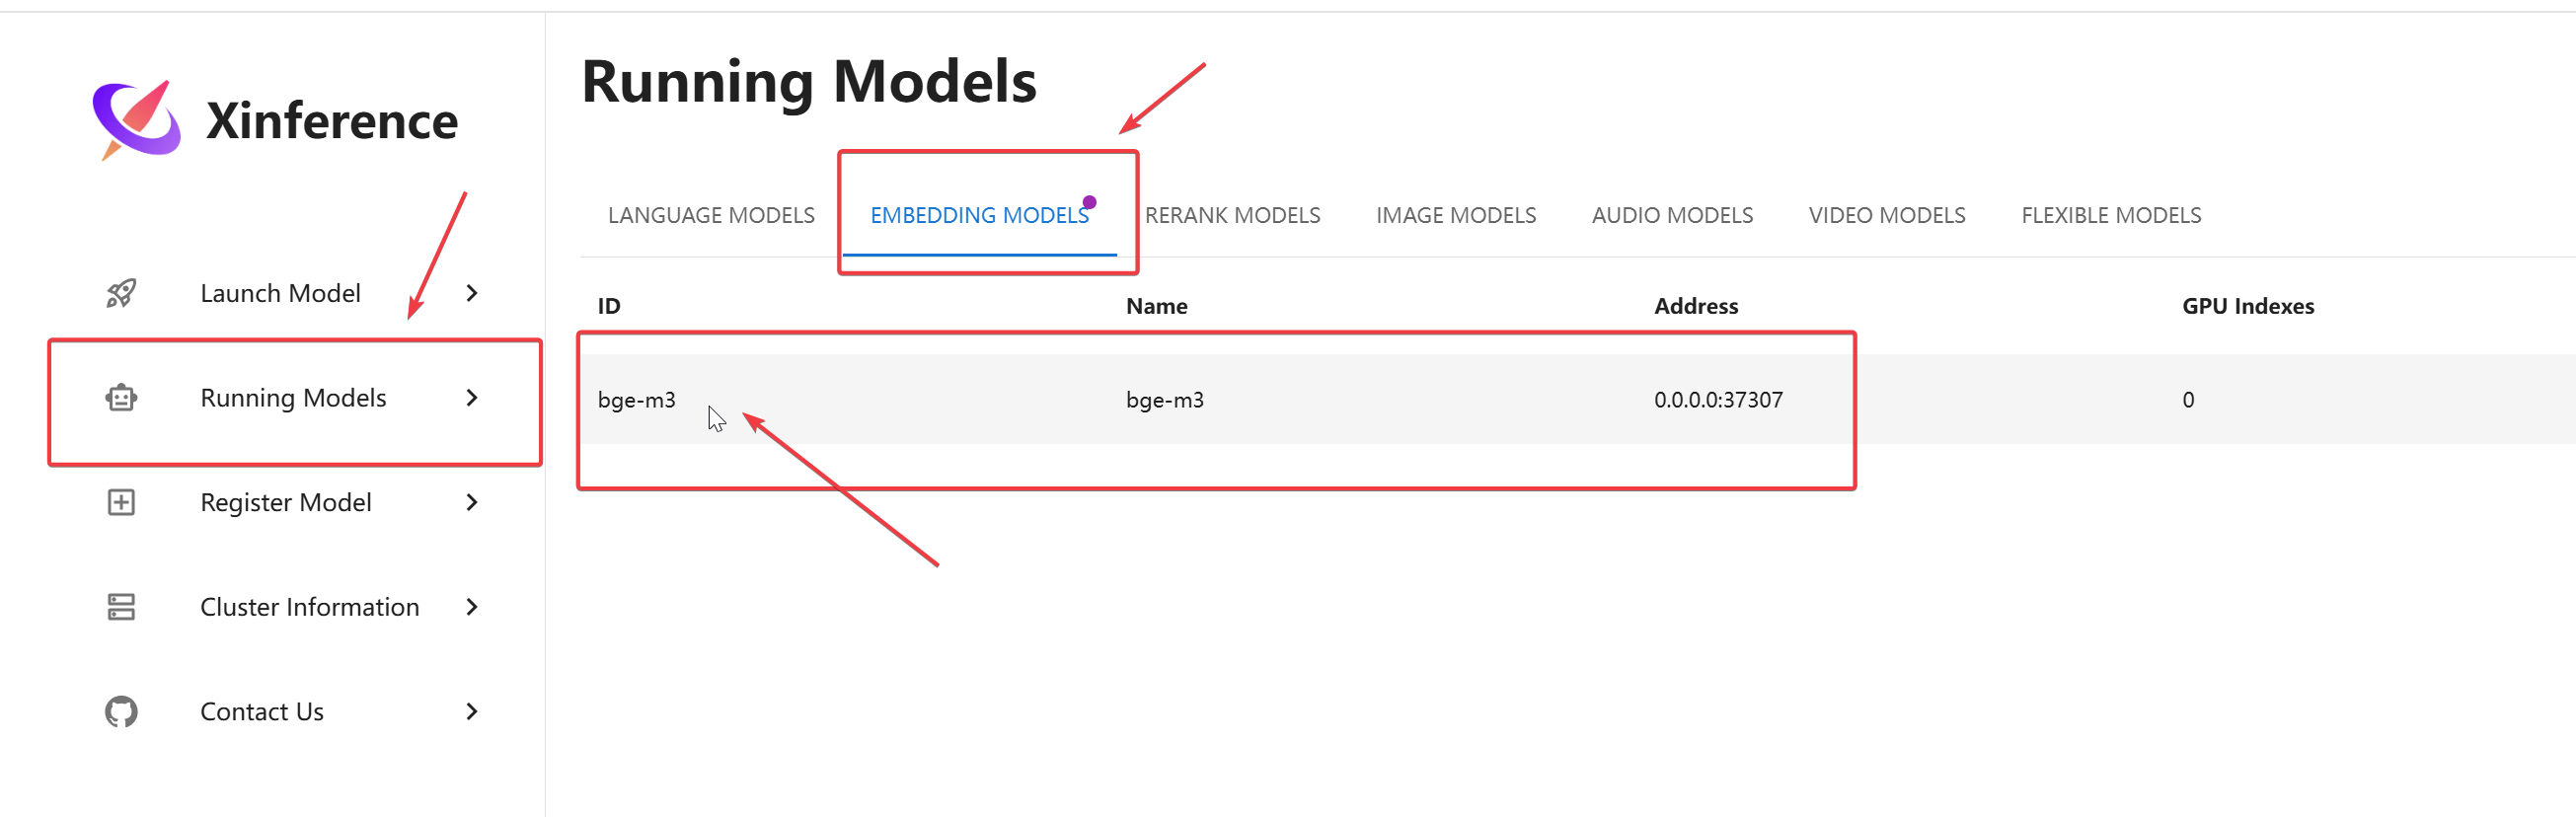 Xinference
Launch Model
Running Models
Register Model
Cluster Information
Contact Us
Running Models
LANGUAGE MODELS EMBEDDING MODELS RERANK MODELS IMAGE MODELS AUDIO MODELS VIDEO MODELS FLEXIBLE MODELS
ID Name Address GPU Indexes
bge-m3 bge-m3 0.0.0.0:37307 0